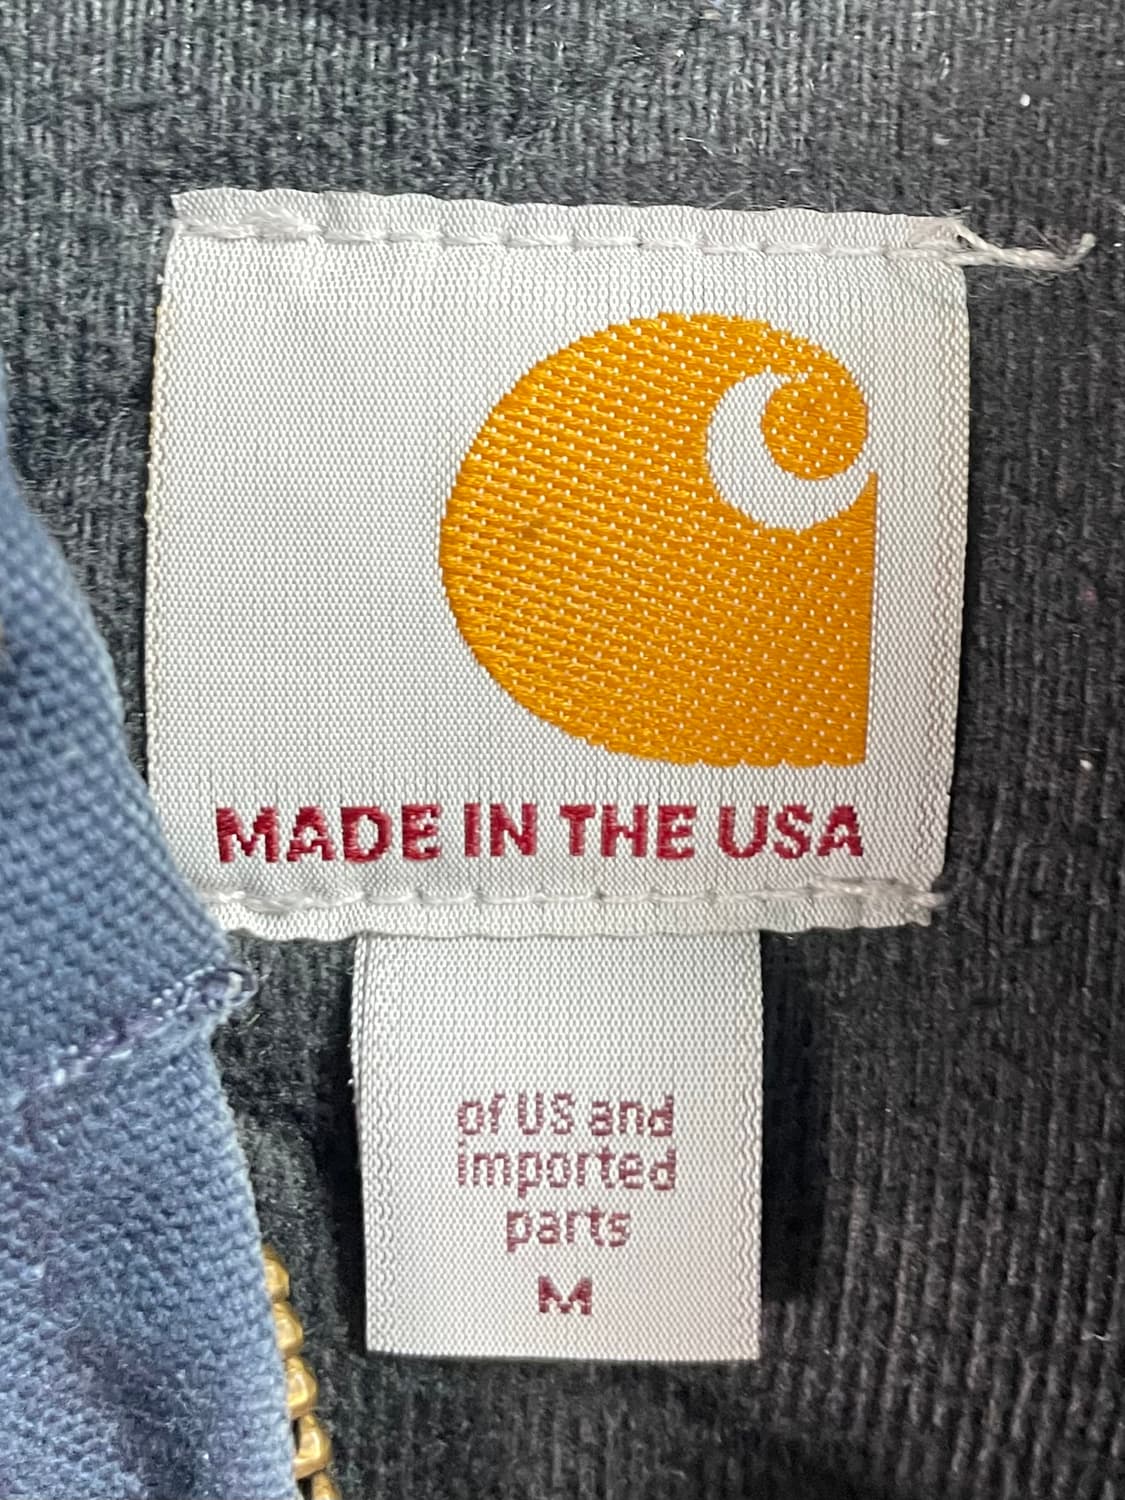 MADE IN THE USA
of US and
imported
parts
M